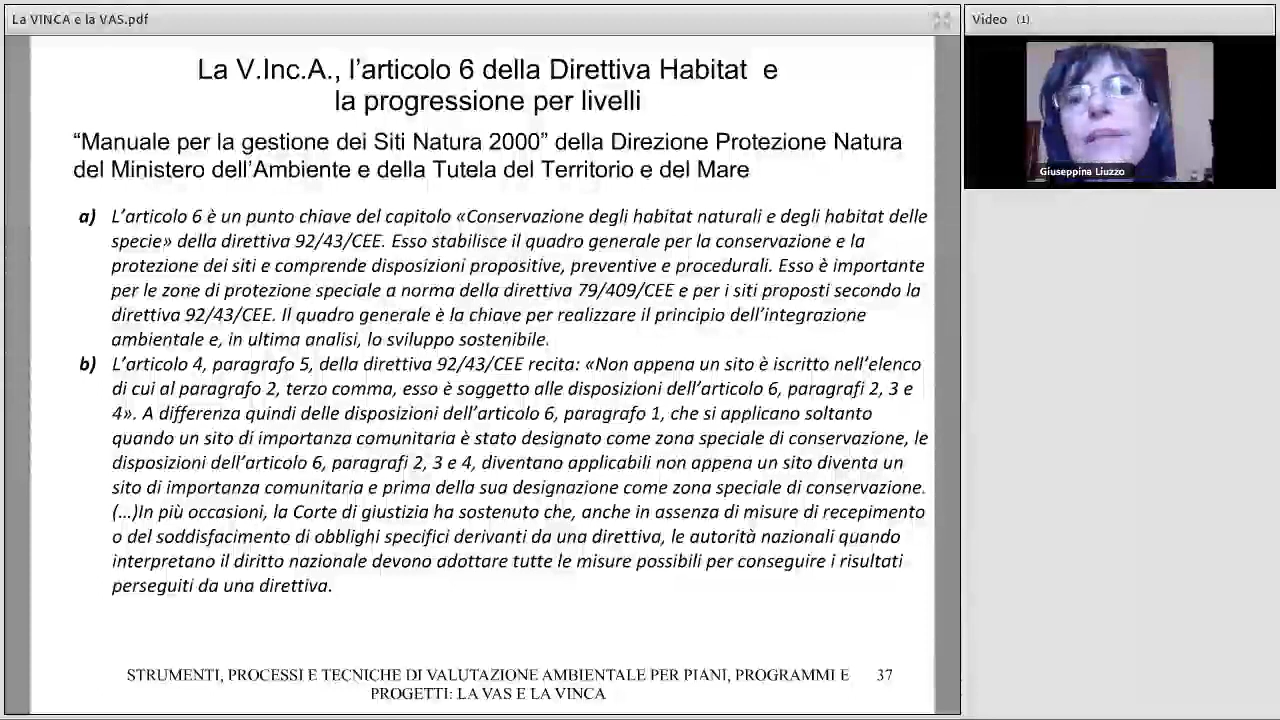 La VINCA e la VAS.pdf
Video (1)
La V.Inc.A., l’articolo 6 della Direttiva Habitat e
la progressione per livelli
“Manuale per la gestione dei Siti Natura 2000” della Direzione Protezione Natura
del Ministero dell’Ambiente e della Tutela del Territorio e del Mare
Giuseppina Liuzzo
a) L’articolo 6 è un punto chiave del capitolo «Conservazione degli habitat naturali e degli habitat delle
specie» della direttiva 92/43/CEE. Esso stabilisce il quadro generale per la conservazione e la
protezione dei siti e comprende disposizioni propositive, preventive e procedurali. Esso è importante
per le zone di protezione speciale a norma della direttiva 79/409/CEE e per i siti proposti secondo la
direttiva 92/43/CEE. Il quadro generale è la chiave per realizzare il principio dell’integrazione
ambientale e, in ultima analisi, lo sviluppo sostenibile.
b) L’articolo 4, paragrafo 5, della direttiva 92/43/CEE recita: «Non appena un sito è iscritto nell’elenco
di cui al paragrafo 2, terzo comma, esso è soggetto alle disposizioni dell’articolo 6, paragrafi 2, 3 e
4». A differenza quindi delle disposizioni dell’articolo 6, paragrafo 1, che si applicano soltanto
quando un sito di importanza comunitaria è stato designato come zona speciale di conservazione, le
disposizioni dell’articolo 6, paragrafi 2, 3 e 4, diventano applicabili non appena un sito diventa un
sito di importanza comunitaria e prima della sua designazione come zona speciale di conservazione.
(…)In più occasioni, la Corte di giustizia ha sostenuto che, anche in assenza di misure di recepimento
o del soddisfacimento di obblighi specifici derivanti da una direttiva, le autorità nazionali quando
interpretano il diritto nazionale devono adottare tutte le misure possibili per conseguire i risultati
perseguiti da una direttiva.
STRUMENTI, PROCESSI E TECNICHE DI VALUTAZIONE AMBIENTALE PER PIANI, PROGRAMMI E 37
PROGETTI: LA VAS E LA VINCA